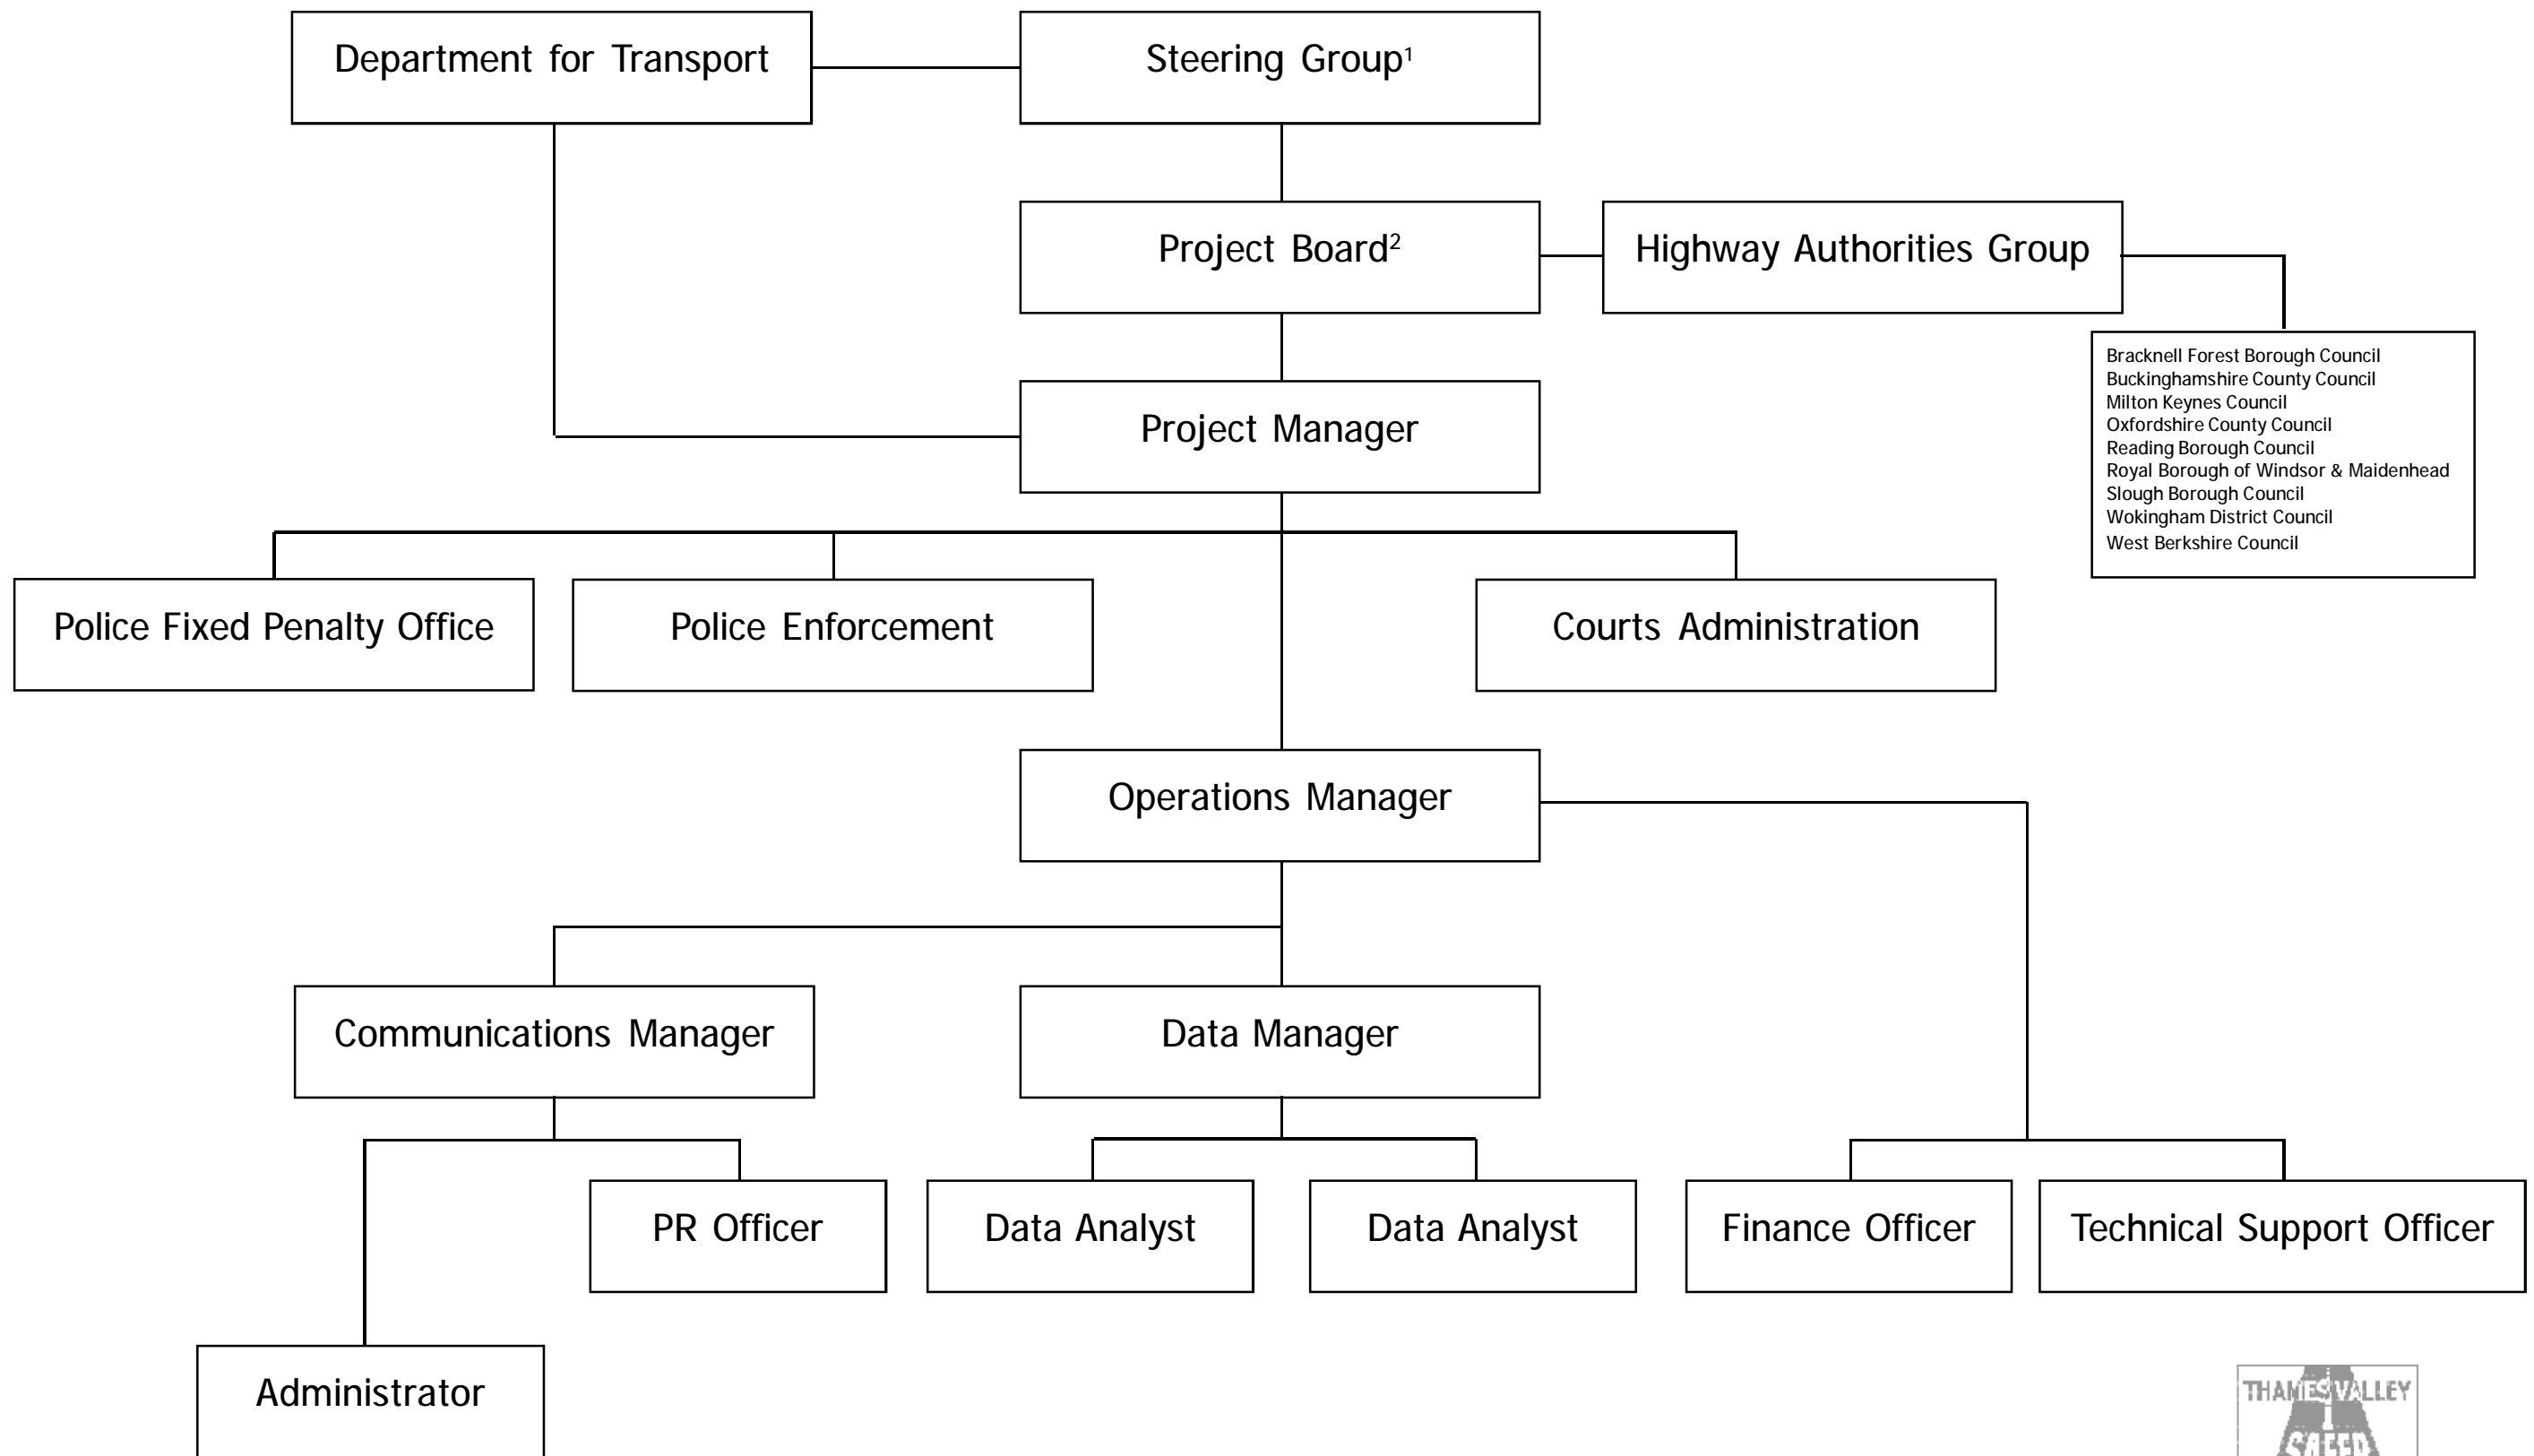 Department for Transport
Steering Group¹
Project Board²
Highway Authorities Group
Bracknell Forest Borough Council
Buckinghamshire County Council
Milton Keynes Council
Oxfordshire County Council
Reading Borough Council
Royal Borough of Windsor & Maidenhead
Slough Borough Council
Wokingham District Council
West Berkshire Council
Project Manager
Police Fixed Penalty Office
Police Enforcement
Courts Administration
Operations Manager
Communications Manager
Data Manager
PR Officer
Data Analyst
Data Analyst
Finance Officer
Technical Support Officer
Administrator
THAMES VALLEY
SAFER